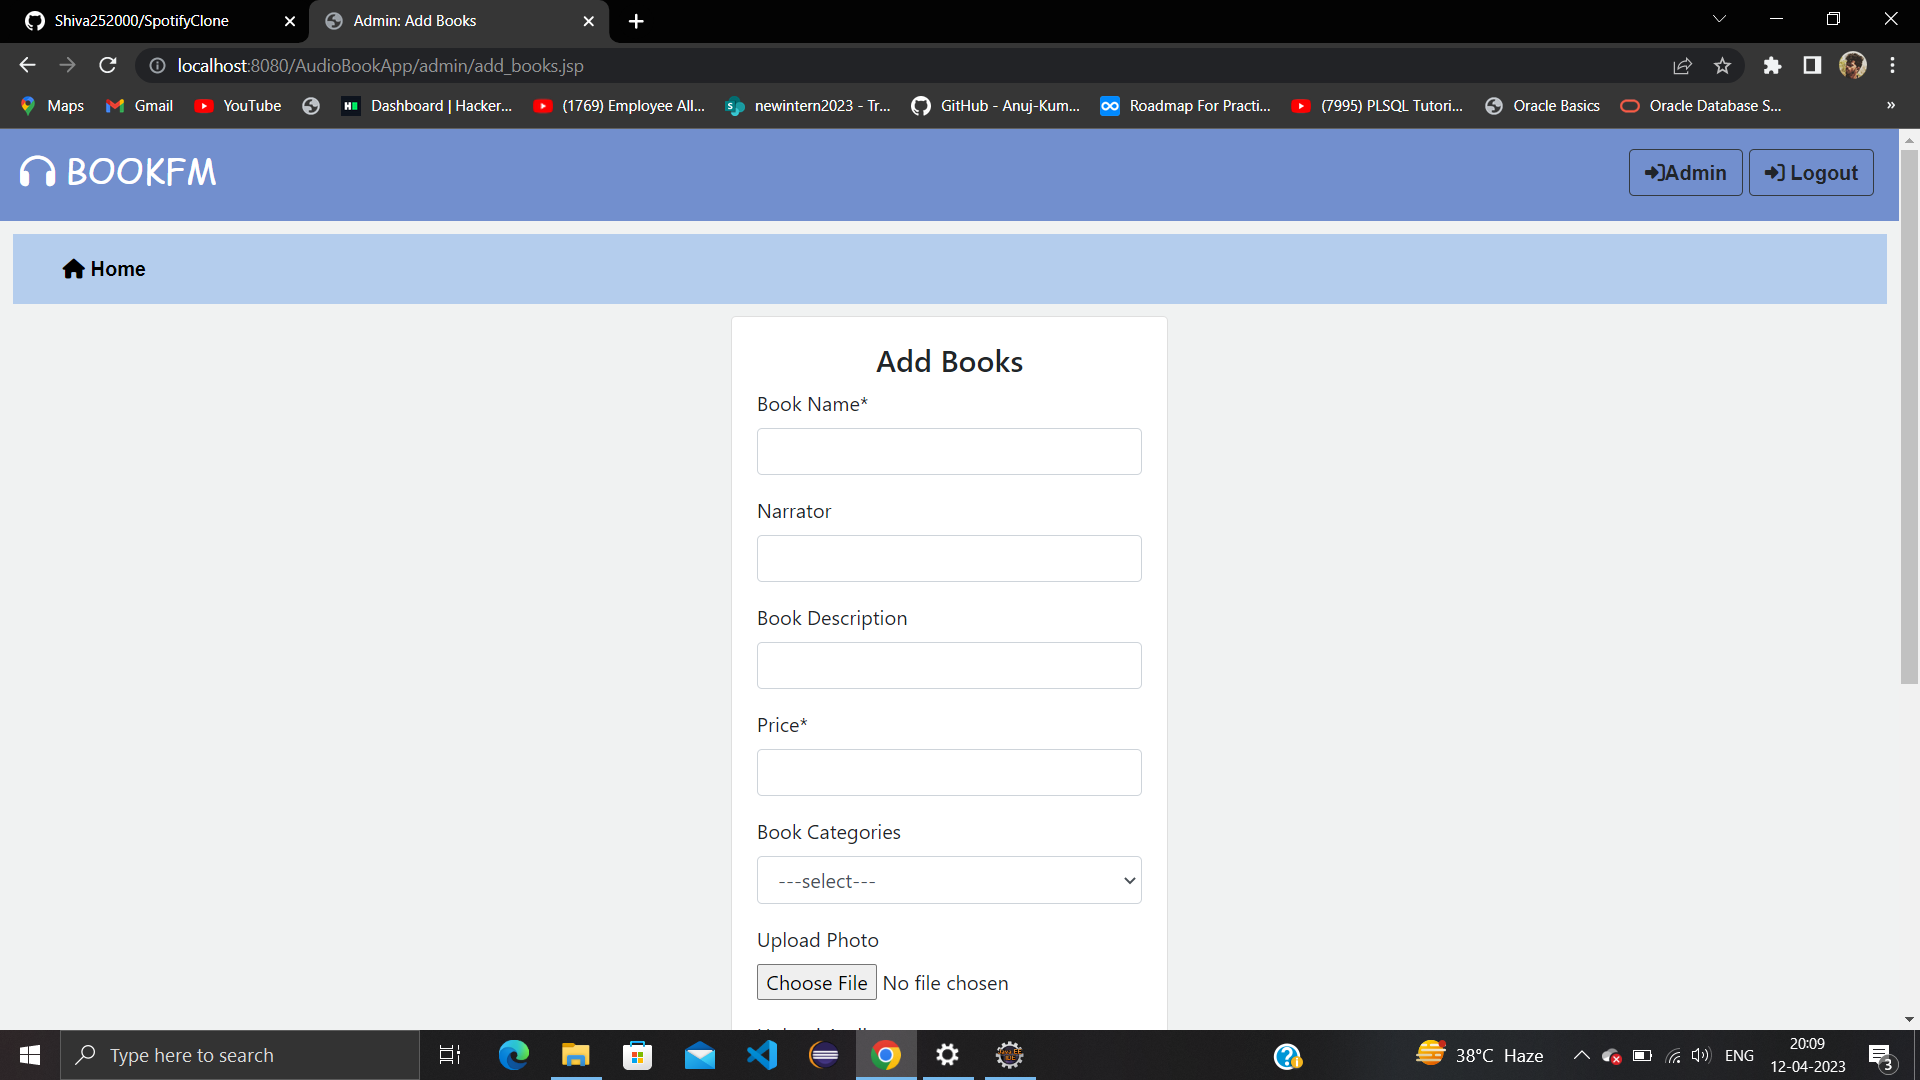 Shiva252000/SpotifyClone
Admin: Add Books
localhost:8080/AudioBookApp/admin/add_books.jsp
Maps
Gmail
YouTube
Dashboard | Hacker...
(1769) Employee All...
newintern2023 - Tr...
GitHub - Anuj-Kum...
Roadmap For Practi...
(7995) PLSQL Tutori...
Oracle Basics
Oracle Database S...
»
BOOKFM
Admin
Logout
Home
Add Books
Book Name*
Narrator
Book Description
Price*
Book Categories
---select---
Upload Photo
Choose File No file chosen
Type here to search
38°C Haze
ENG
20:09
12-04-2023
3